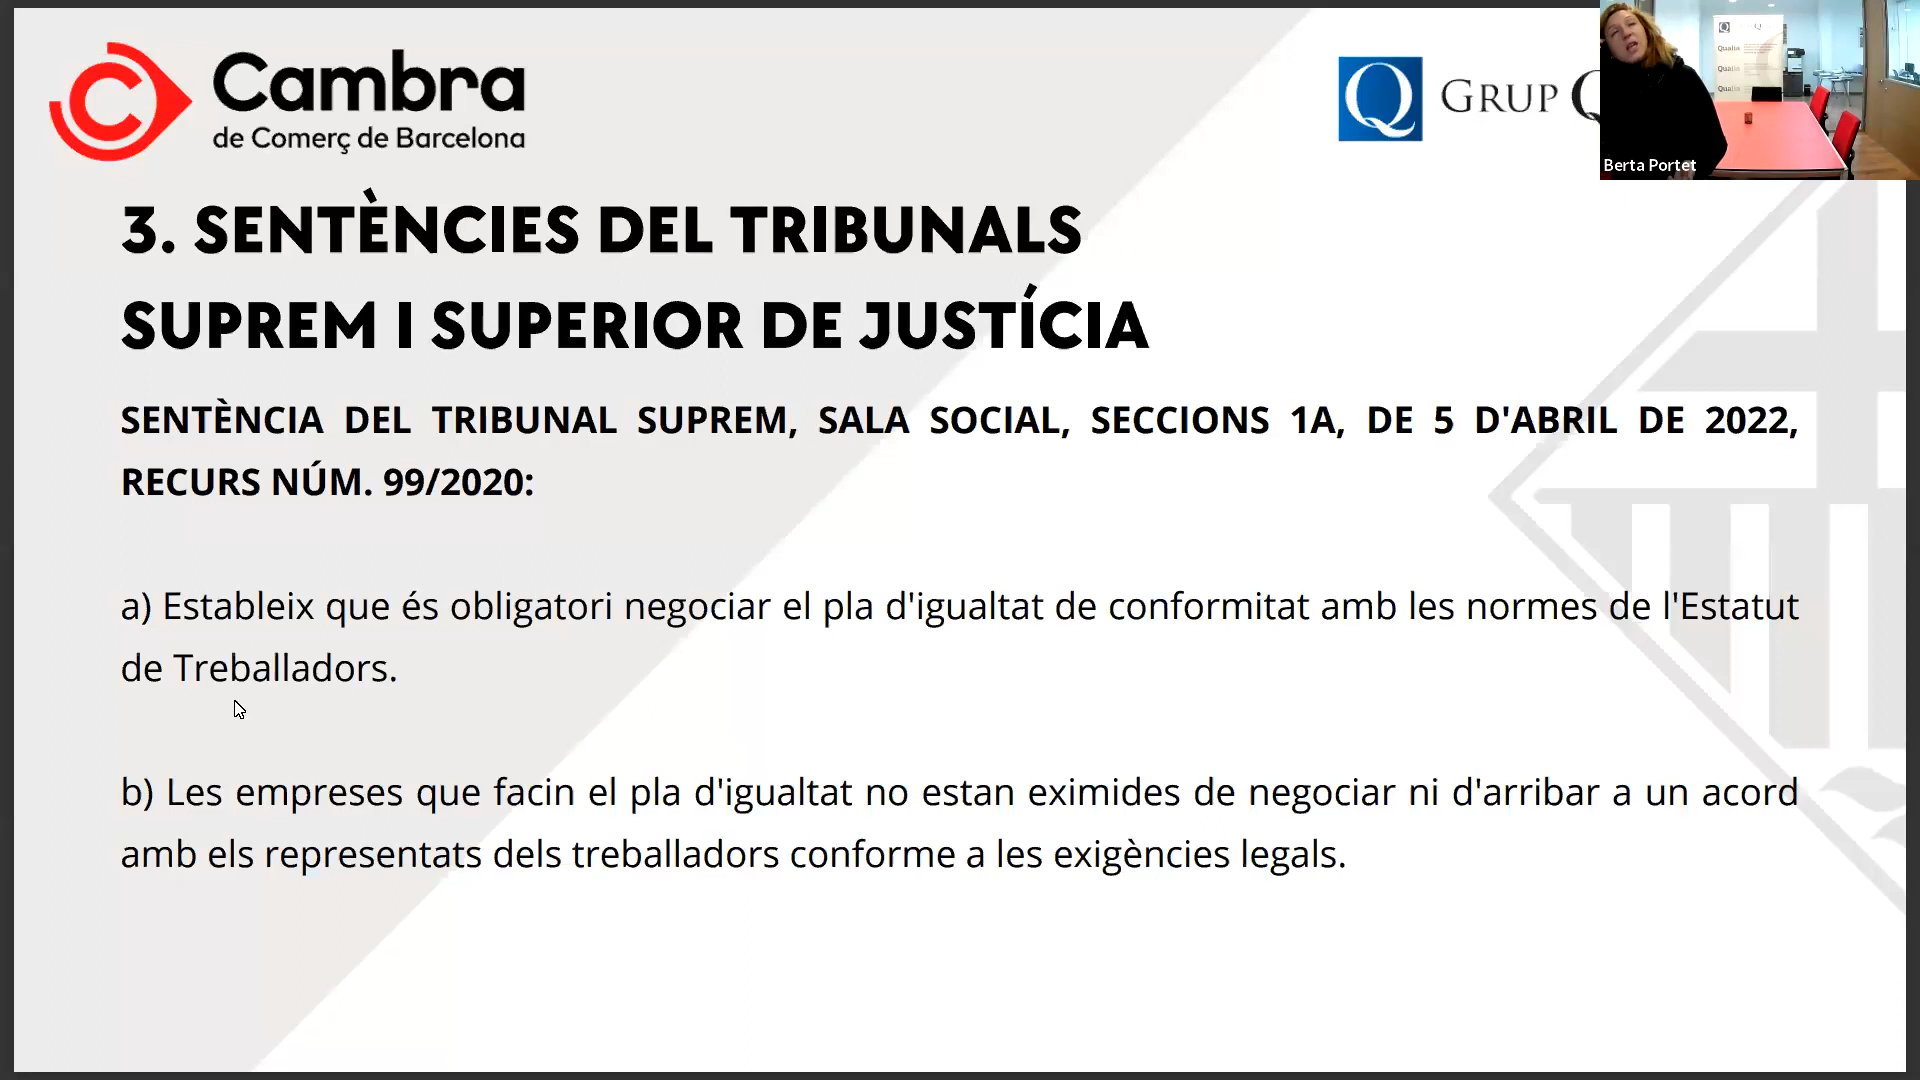 Cambra
de Comerç de Barcelona
Q GRUP Q
Qualia
Qualia
Qualia
Berta Portet
3. SENTÈNCIES DEL TRIBUNALS
SUPREM I SUPERIOR DE JUSTÍCIA
SENTÈNCIA DEL TRIBUNAL SUPREM, SALA SOCIAL, SECCIONS 1A, DE 5 D'ABRIL DE 2022,
RECURS NÚM. 99/2020:
a) Estableix que és obligatori negociar el pla d'igualtat de conformitat amb les normes de l'Estatut
de Treballadors.
b) Les empreses que facin el pla d'igualtat no estan eximides de negociar ni d'arribar a un acord
amb els representats dels treballadors conforme a les exigències legals.